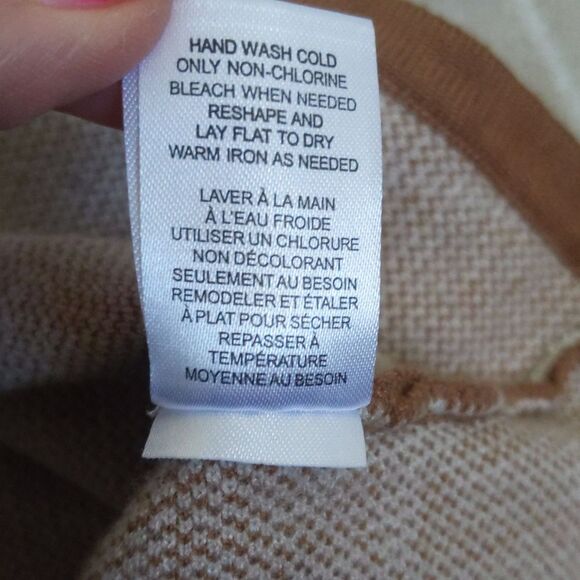 HAND WASH COLD
ONLY NON-CHLORINE
BLEACH WHEN NEEDED
RESHAPE AND
LAY FLAT TO DRY
WARM IRON AS NEEDED
LAVER À LA MAIN
À L'EAU FROIDE
UTILISER UN CHLORURE
NON DÉCOLORANT
SEULEMENT AU BESOIN
REMODELER ET ÉTALER
À PLAT POUR SÉCHER
REPASSER À
TEMPÉRATURE
MOYENNE AU BESOIN